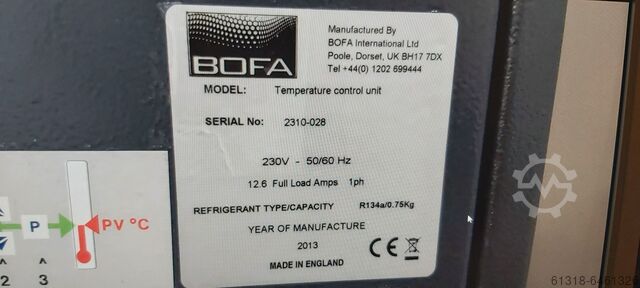 BOFA
Manufactured By
BOFA International Ltd
Poole, Dorset, UK BH17 7DX
Tel +44(0) 1202 699444
MODEL: Temperature control unit
SERIAL No: 2310-028
230V - 50/60 Hz
12.6 Full Load Amps 1ph
REFRIGERANT TYPE/CAPACITY R134a/0.75Kg
YEAR OF MANUFACTURE
2013
MADE IN ENGLAND
CE
P
PV °C
2 3